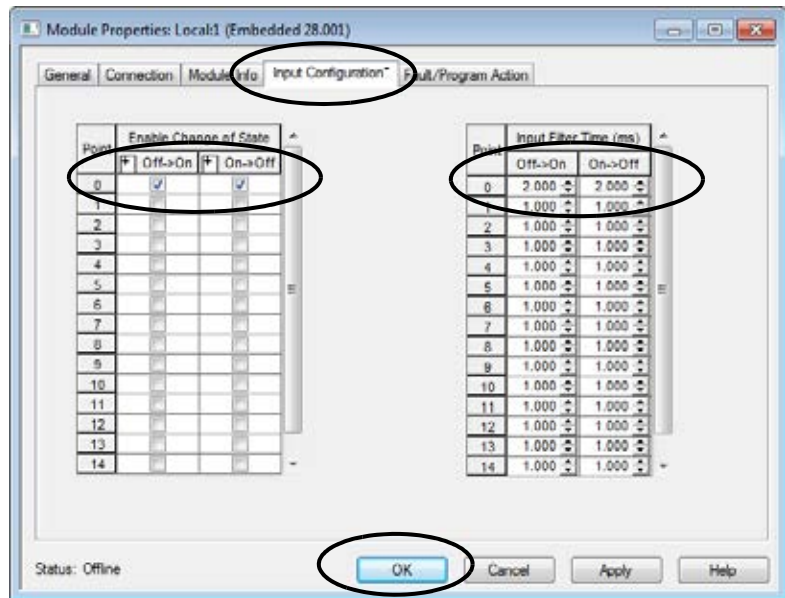 Module Properties: Local:1 (Embedded 28.001)
General Connection Module Info Input Configuration* Fault/Program Action
Point Enable Change of State
Off->On On->Off
0
1
2
3
4
5
6
7
8
9
10
11
12
13
14
Point Input Filter Time (ms)
Off->On On->Off
0 2.000 2.000
1 1.000 1.000
2 1.000 1.000
3 1.000 1.000
4 1.000 1.000
5 1.000 1.000
6 1.000 1.000
7 1.000 1.000
8 1.000 1.000
9 1.000 1.000
10 1.000 1.000
11 1.000 1.000
12 1.000 1.000
13 1.000 1.000
14 1.000 1.000
Status: Offline
OK Cancel Apply Help